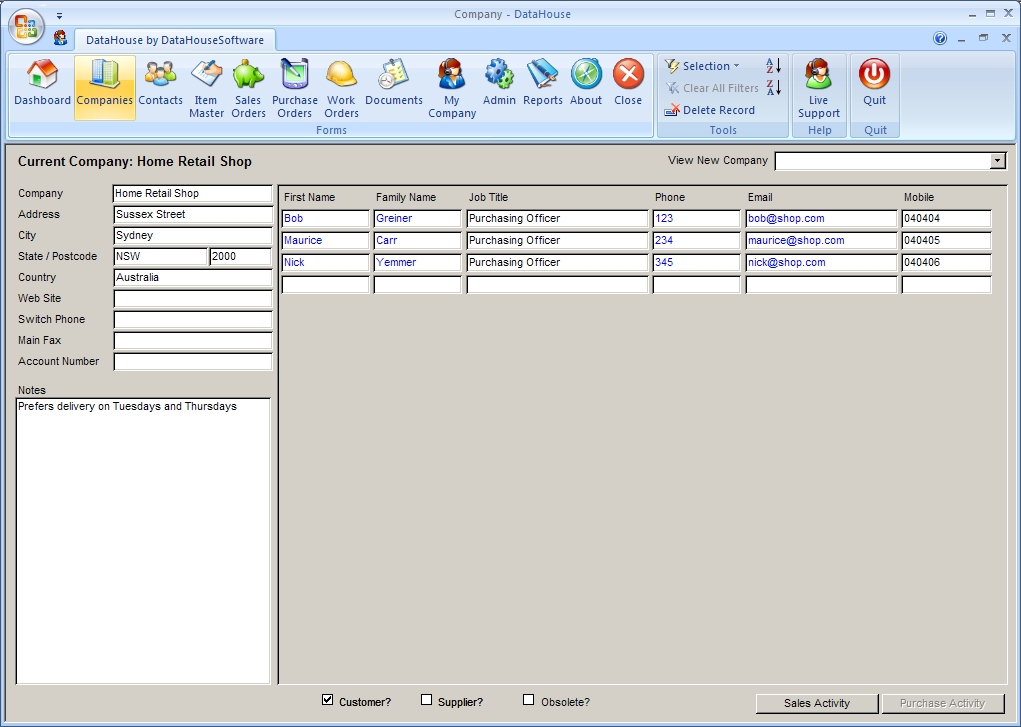 Company - DataHouse
DataHouse by DataHouseSoftware
Dashboard
Companies
Contacts
Item
Master
Sales
Orders
Purchase
Orders
Work
Orders
Documents
My
Company
Admin
Reports
About
Close
Forms
Selection
Clear All Filters
Delete Record
A
Z
Z
A
Tools
Live
Support
Help
Quit
Quit
Current Company: Home Retail Shop
View New Company
Company Home Retail Shop
Address Sussex Street
City Sydney
State / Postcode NSW 2000
Country Australia
Web Site
Switch Phone
Main Fax
Account Number
Notes
Prefers delivery on Tuesdays and Thursdays
First Name Family Name Job Title Phone Email Mobile
Bob Greiner Purchasing Officer 123 bob@shop.com 040404
Maurice Carr Purchasing Officer 234 maurice@shop.com 040405
Nick Yemmer Purchasing Officer 345 nick@shop.com 040406
Customer? Supplier? Obsolete?
Sales Activity Purchase Activity